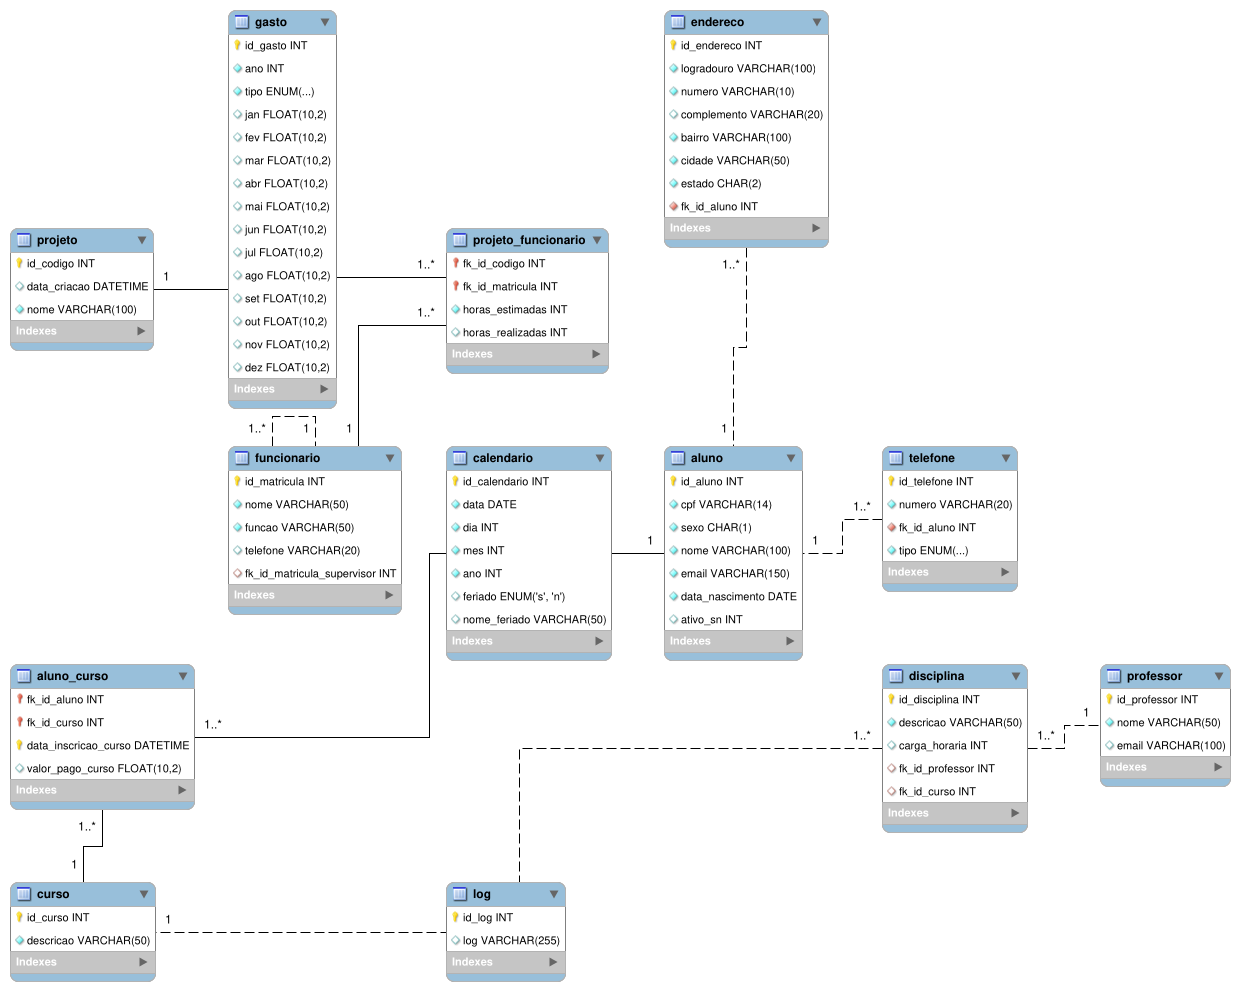 gasto
id_gasto INT
ano INT
tipo ENUM(...)
jan FLOAT(10,2)
fev FLOAT(10,2)
mar FLOAT(10,2)
abr FLOAT(10,2)
mai FLOAT(10,2)
jun FLOAT(10,2)
jul FLOAT(10,2)
ago FLOAT(10,2)
set FLOAT(10,2)
out FLOAT(10,2)
nov FLOAT(10,2)
dez FLOAT(10,2)
Indexes
endereco
id_endereco INT
logradouro VARCHAR(100)
numero VARCHAR(10)
complemento VARCHAR(20)
bairro VARCHAR(100)
cidade VARCHAR(50)
estado CHAR(2)
fk_id_aluno INT
Indexes
1..*
1
projeto
id_codigo INT
data_criacao DATETIME
nome VARCHAR(100)
Indexes
1
1..*
projeto_funcionario
fk_id_codigo INT
fk_id_matricula INT
horas_estimadas INT
horas_realizadas INT
Indexes
1..*
1
1..*
1
funcionario
id_matricula INT
nome VARCHAR(50)
funcao VARCHAR(50)
telefone VARCHAR(20)
fk_id_matricula_supervisor INT
Indexes
calendario
id_calendario INT
data DATE
dia INT
mes INT
ano INT
feriado ENUM('s', 'n')
nome_feriado VARCHAR(50)
Indexes
1
aluno
id_aluno INT
cpf VARCHAR(14)
sexo CHAR(1)
nome VARCHAR(100)
email VARCHAR(150)
data_nascimento DATE
ativo_sn INT
Indexes
1
1..*
telefone
id_telefone INT
numero VARCHAR(20)
fk_id_aluno INT
tipo ENUM(...)
Indexes
aluno_curso
fk_id_aluno INT
fk_id_curso INT
data_inscricao_curso DATETIME
valor_pago_curso FLOAT(10,2)
Indexes
1..*
1..*
1
disciplina
id_disciplina INT
descricao VARCHAR(50)
carga_horaria INT
fk_id_professor INT
fk_id_curso INT
Indexes
1..*
1..*
1
professor
id_professor INT
nome VARCHAR(50)
email VARCHAR(100)
Indexes
curso
id_curso INT
descricao VARCHAR(50)
Indexes
1
log
id_log INT
log VARCHAR(255)
Indexes